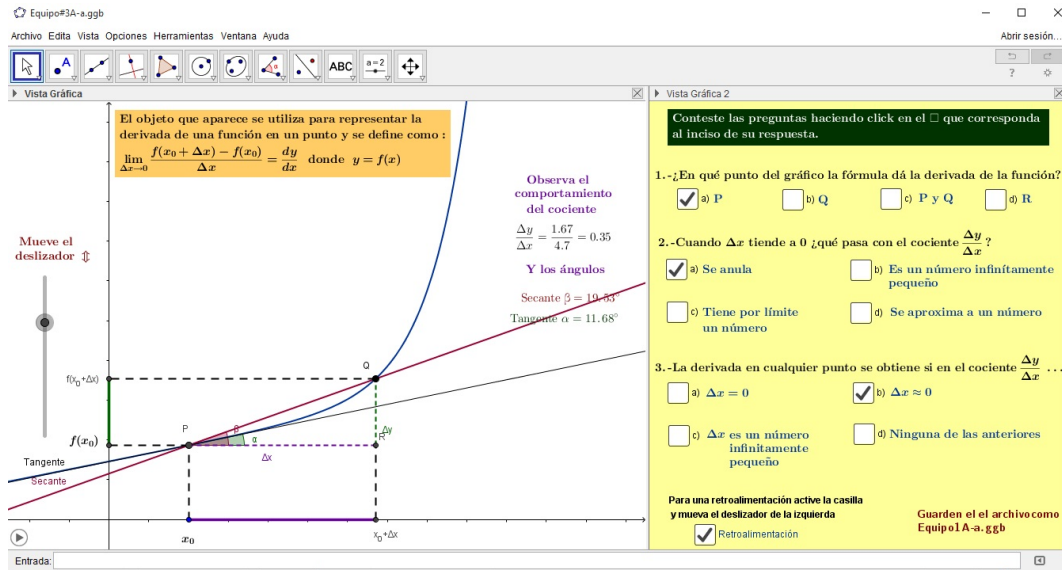 Equipo#3A-a.ggb
Archivo Edita Vista Opciones Herramientas Ventana Ayuda
Abrir sesión...
A
ABC
a=2
?
Vista Gráfica
Vista Gráfica 2
El objeto que aparece se utiliza para representar la
derivada de una función en un punto y se define como :
lim Δx→0 f(x₀ + Δx) − f(x₀) / Δx = dy/dx donde y = f(x)
Observa el
comportamiento
del cociente
Δy/Δx = 1.67/4.7 = 0.35
Y los ángulos
Secante β = 19.53°
Tangente α = 11.68°
Mueve el
deslizador ⇕
f(x₀+Δx)
f(x₀)
Tangente
Secante
P
Q
R
β
α
Δy
Δx
x₀
x₀+Δx
Conteste las preguntas haciendo click en el □ que corresponda
al inciso de su respuesta.
1.-¿En qué punto del gráfico la fórmula dá la derivada de la función?
a) P
b) Q
c) P y Q
d) R
2.-Cuando Δx tiende a 0 ¿qué pasa con el cociente Δy/Δx ?
a) Se anula
b) Es un número infinítamente
pequeño
c) Tiene por límite
un número
d) Se aproxima a un número
3.-La derivada en cualquier punto se obtiene si en el cociente Δy/Δx ...
a) Δx = 0
b) Δx ≈ 0
c) Δx es un número
infinitamente
pequeño
d) Ninguna de las anteriores
Para una retroalimentación active la casilla
y mueva el deslizador de la izquierda
Retroalimentación
Guarden el el archivo como
Equipo1A-a.ggb
Entrada: